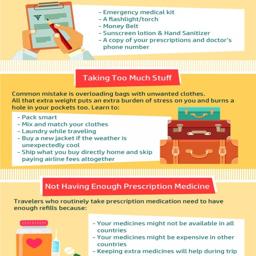 - Emergency medical kit
- A flashlight/torch
- Money Belt
- Sunscreen lotion & Hand Sanitizer
- A copy of your prescriptions and doctor's
phone number
Taking Too Much Stuff
Common mistake is overloading bags with unwanted clothes.
All that extra weight puts an extra burden of stress on you and burns a
hole in your pockets too. Learn to:
- Pack smart
- Mix and match your clothes
- Laundry while traveling
- Buy a new jacket if the weather is
unexpectedly cool
- Ship what you buy directly home and skip
paying airline fees altogether
Not Having Enough Prescription Medicine
Travelers who routinely take prescription medication need to have
enough refills because:
- Your medicines might not be available in all
countries
- Your medicines might be expensive in other
countries
- Keeping extra medicines will help during trip